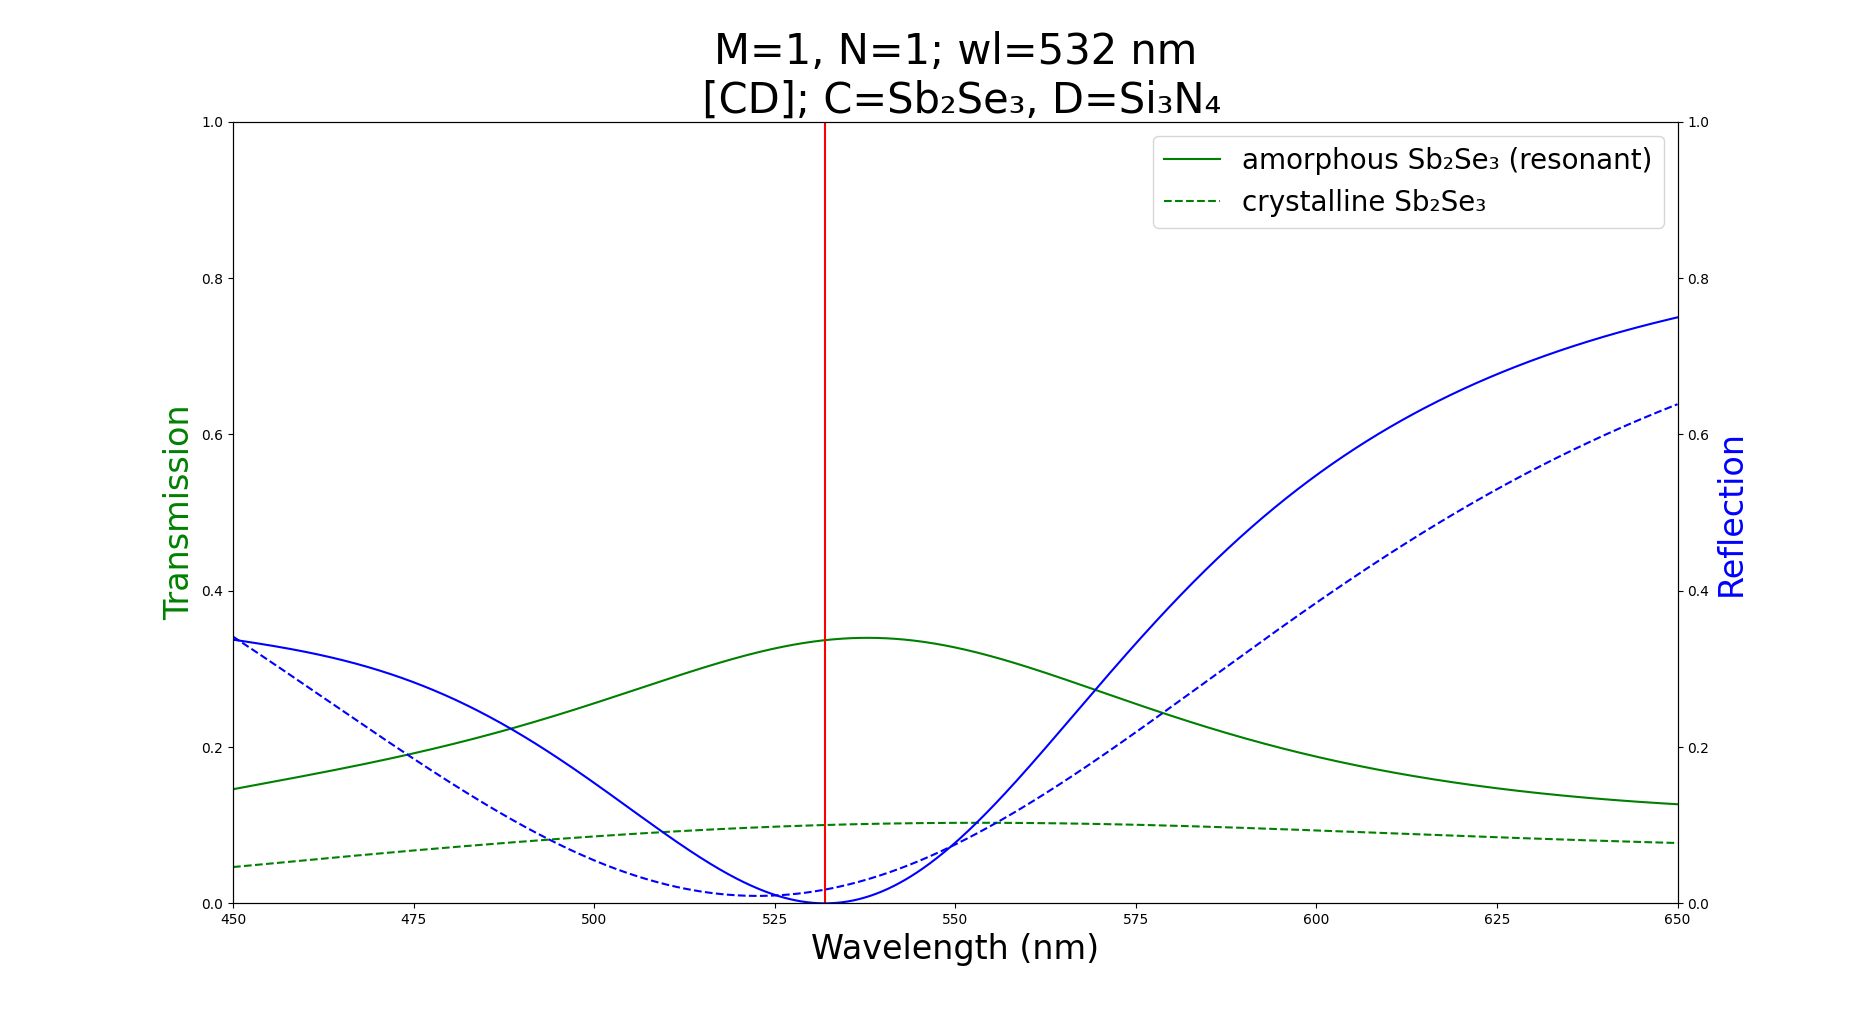 M=1, N=1; wl=532 nm
[CD]; C=Sb₂Se₃, D=Si₃N₄
amorphous Sb₂Se₃ (resonant)
crystalline Sb₂Se₃
Transmission
1.0
0.8
0.6
0.4
0.2
0.0
1.0
0.8
0.6
0.4
0.2
0.0
Reflection
450 475 500 525 550 575 600 625 650
Wavelength (nm)